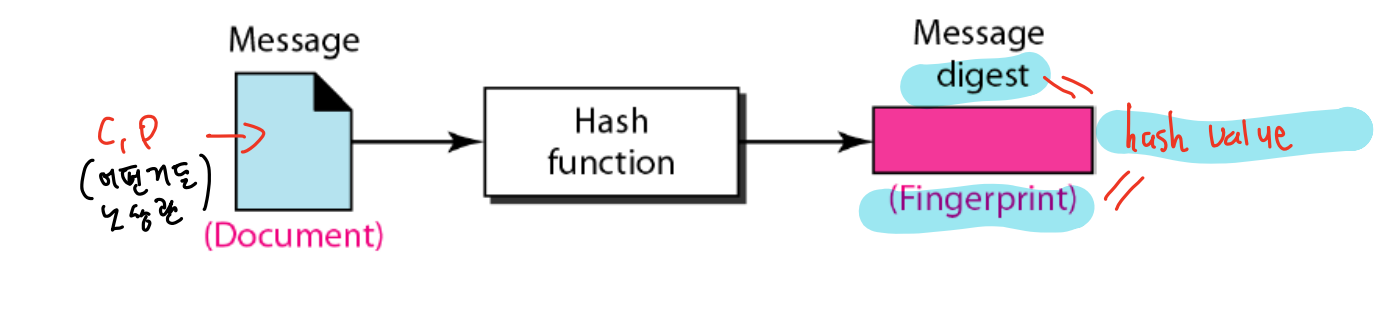 Message
C, P
(어떤거든
노상관)
(Document)
Hash
function
Message
digest
hash value
(Fingerprint)